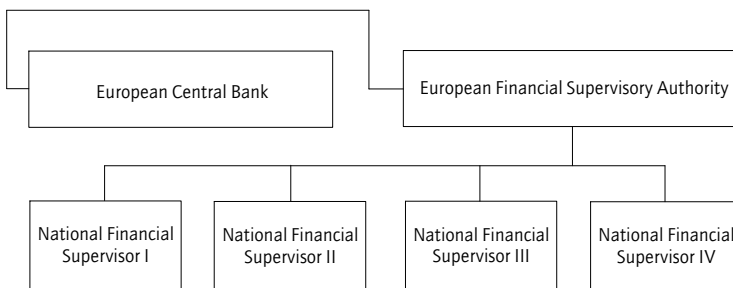 European Central Bank
European Financial Supervisory Authority
National Financial
Supervisor I
National Financial
Supervisor II
National Financial
Supervisor III
National Financial
Supervisor IV